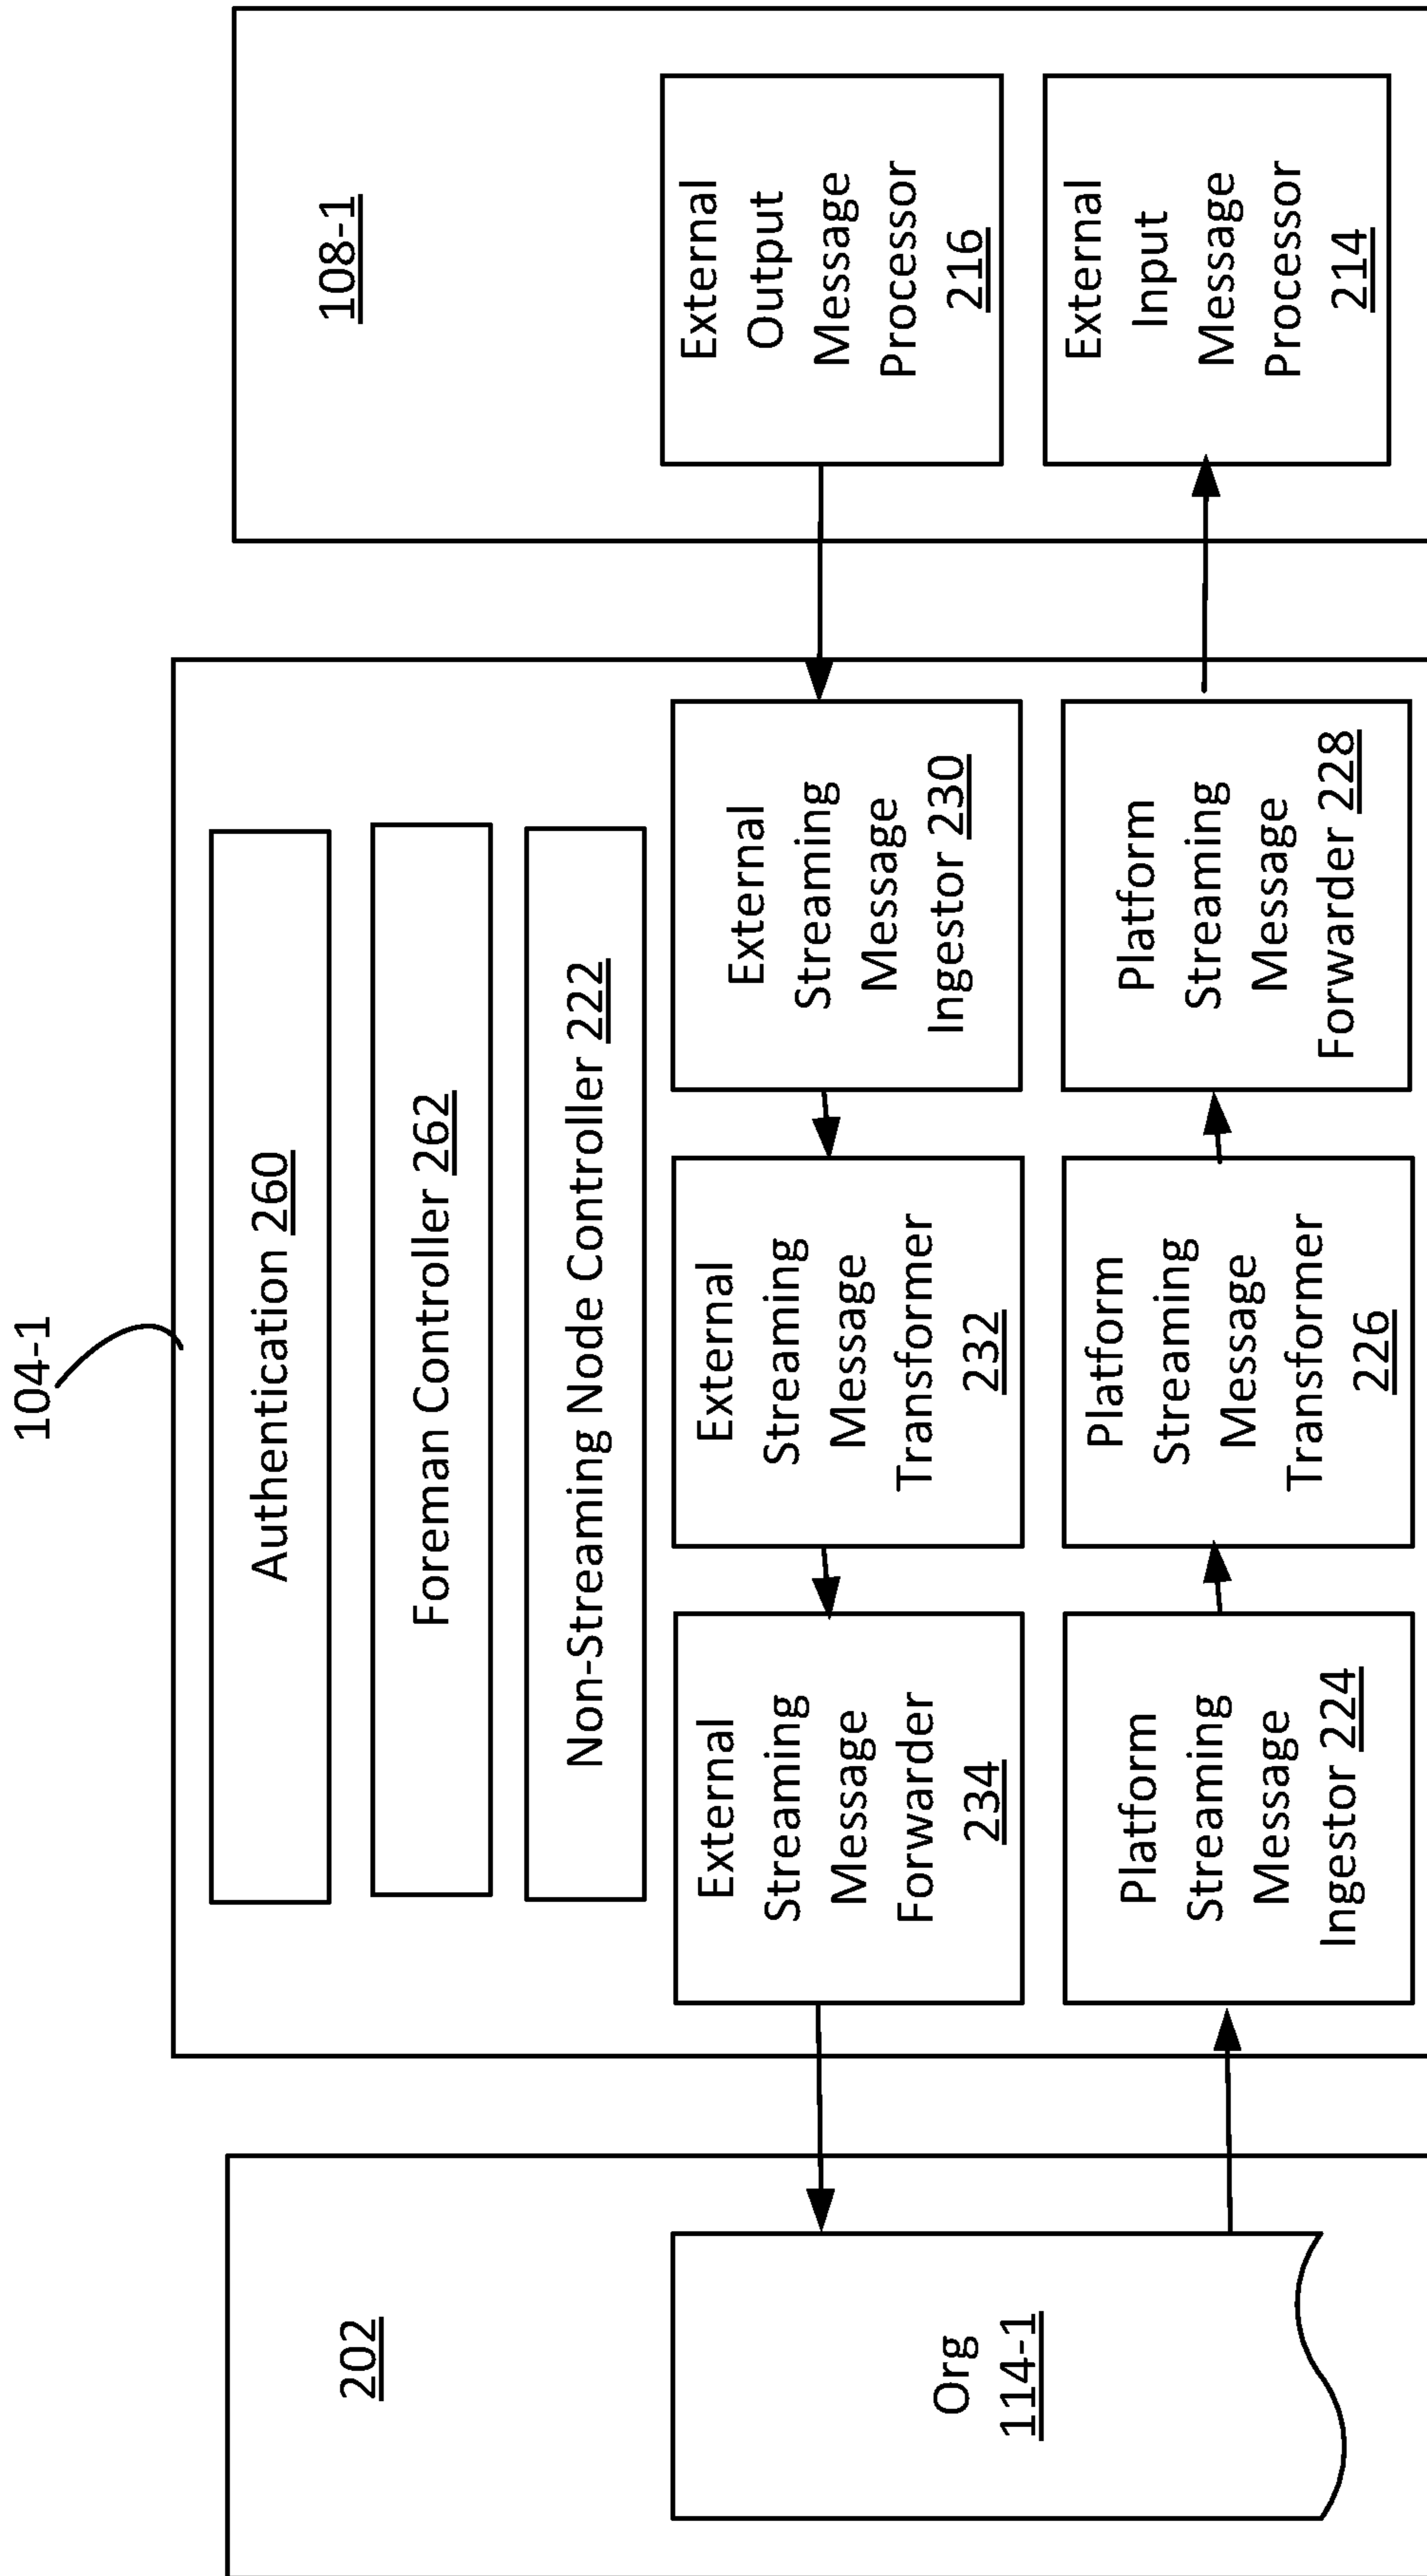 104-1
202
Org
114-1
Authentication 260
Foreman Controller 262
Non-Streaming Node Controller 222
External
Streaming
Message
Forwarder
234
External
Streaming
Message
Transformer
232
External
Streaming
Message
Ingestor 230
Platform
Streaming
Message
Ingestor 224
Platform
Streaming
Message
Transformer
226
Platform
Streaming
Message
Forwarder 228
108-1
External
Output
Message
Processor
216
External
Input
Message
Processor
214